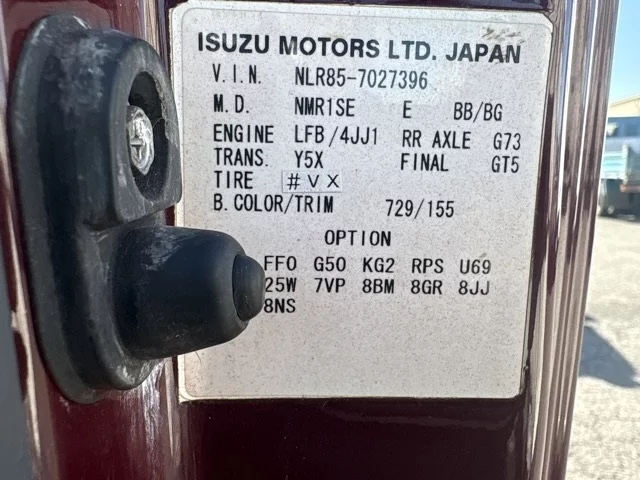 ISUZU MOTORS LTD. JAPAN
V.I.N. NLR85-7027396
M.D. NMR1SE E BB/BG
ENGINE LFB/4JJ1 RR AXLE G73
TRANS. Y5X FINAL GT5
TIRE #VX
B.COLOR/TRIM 729/155
OPTION
FF0 G50 KG2 RPS U69
25W 7VP 8BM 8GR 8JJ
8NS